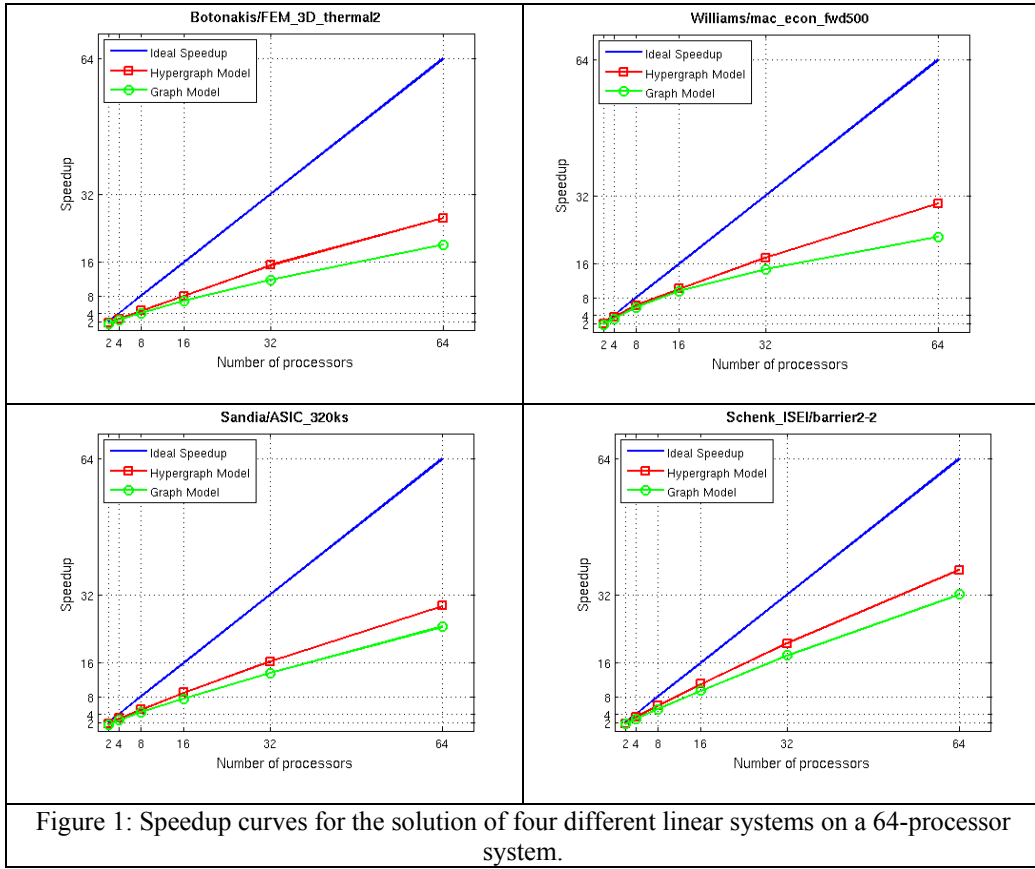 Botonakis/FEM_3D_thermal2
Ideal Speedup
Hypergraph Model
Graph Model
Speedup
64
32
16
8
4
2
2 4 8 16 32 64
Number of processors
Williams/mac_econ_fwd500
Ideal Speedup
Hypergraph Model
Graph Model
Speedup
64
32
16
8
4
2
2 4 8 16 32 64
Number of processors
Sandia/ASIC_320ks
Ideal Speedup
Hypergraph Model
Graph Model
Speedup
64
32
16
8
4
2
2 4 8 16 32 64
Number of processors
Schenk_ISEI/barrier2-2
Ideal Speedup
Hypergraph Model
Graph Model
Speedup
64
32
16
8
4
2
2 4 8 16 32 64
Number of processors
Figure 1: Speedup curves for the solution of four different linear systems on a 64-processor
system.